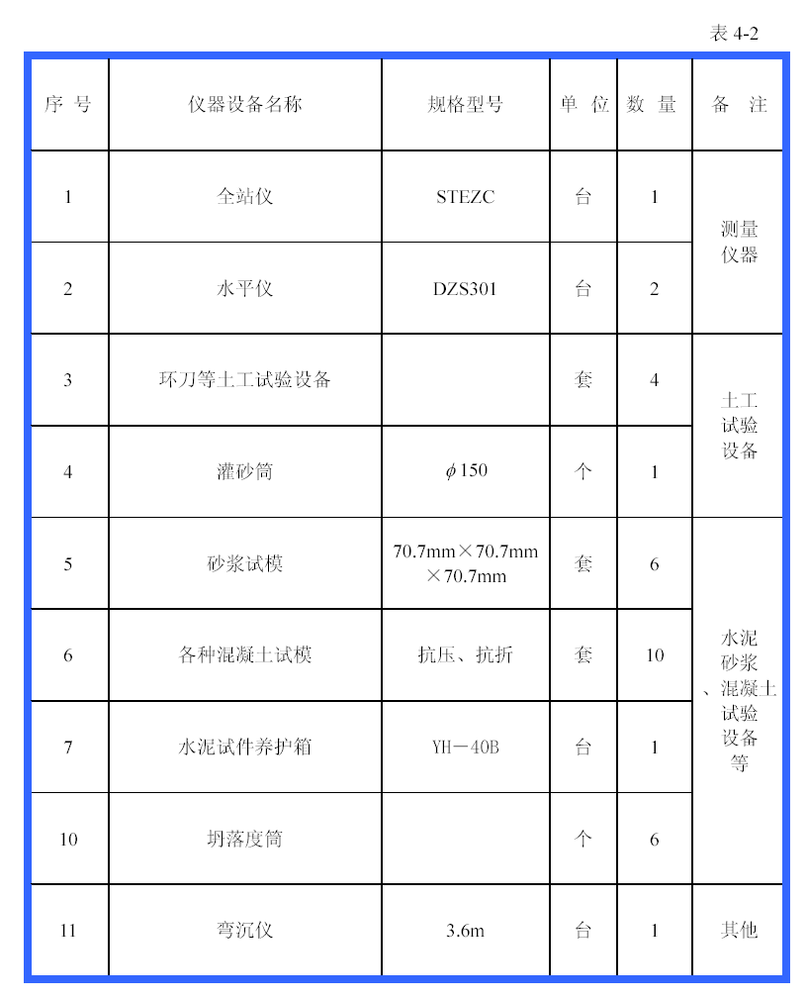 表 4-2
序 号 仪器设备名称 规格型号 单 位 数 量 备 注
1 全站仪 STEZC 台 1
测量
仪器
2 水平仪 DZS301 台 2
3 环刀等土工试验设备 套 4
土工
试验
设备
4 灌砂筒 ϕ150 个 1
5 砂浆试模 70.7mm×70.7mm
×70.7mm 套 6
6 各种混凝土试模 抗压、抗折 套 10
水泥
砂浆
、混凝土
试验
设备
等
7 水泥试件养护箱 YH－40B 台 1
10 坍落度筒 个 6
11 弯沉仪 3.6m 台 1 其他